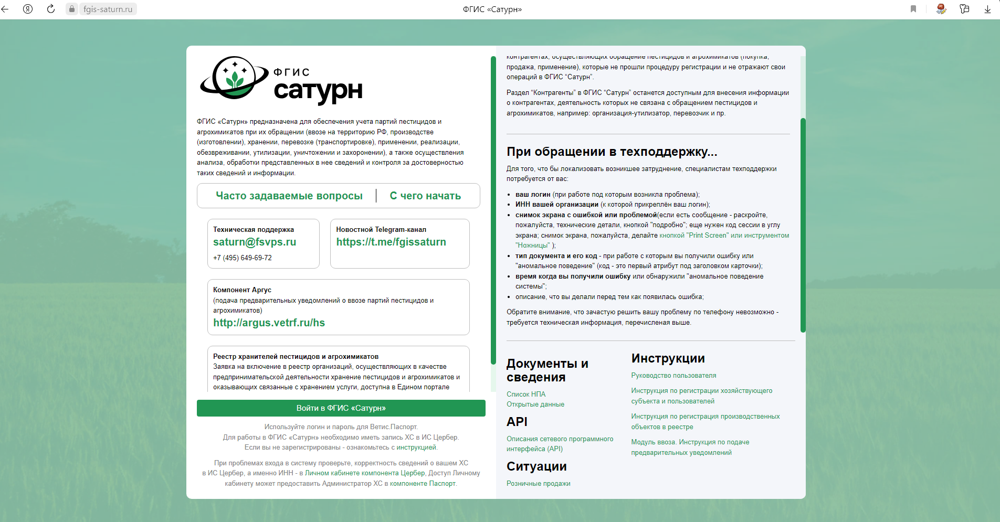 fgis-saturn.ru
ФГИС «Сатурн»
ФГИС
сатурн
ФГИС «Сатурн» предназначена для обеспечения учета партий пестицидов и
агрохимикатов при их обращении (ввозе на территорию РФ, производстве
(изготовлении), хранении, перевозке (транспортировке), применении, реализации,
обезвреживании, утилизации, уничтожении и захоронении), а также осуществления
анализа, обработки представленных в нее сведений и контроля за достоверностью
таких сведений и информации.
Часто задаваемые вопросы
С чего начать
Техническая поддержка
saturn@fsvps.ru
+7 (495) 649-69-72
Новостной Telegram-канал
https://t.me/fgissaturn
Компонент Аргус
(подача предварительных уведомлений о ввозе партий пестицидов и
агрохимикатов)
http://argus.vetrf.ru/hs
Реестр хранителей пестицидов и агрохимикатов
Заявка на включение в реестр организаций, осуществляющих в качестве
предпринимательской деятельности хранение пестицидов и агрохимикатов и
оказывающих связанные с хранением услуги, доступна в Едином портале
Войти в ФГИС «Сатурн»
Используйте логин и пароль для Ветис.Паспорт.
Для работы в ФГИС «Сатурн» необходимо иметь запись ХС в ИС Цербер.
Если вы не зарегистрированы - ознакомьтесь с инструкцией.
При проблемах входа в систему проверьте, корректность сведений о вашем ХС
в ИС Цербер, а именно ИНН - в Личном кабинете компонента Цербер, Доступ Личному
кабинету может предоставить Администратор ХС в компоненте Паспорт.
контрагентах, осуществляющих обращение пестицидов и агрохимикатов (покупка,
продажа, применение), которые не прошли процедуру регистрации и не отражают свои
операций в ФГИС “Сатурн”.
Раздел “Контрагенты” в ФГИС “Сатурн” останется доступным для внесения информации
о контрагентах, деятельность которых не связана с обращением пестицидов и
агрохимикатов, например: организация-утилизатор, перевозчик и пр.
При обращении в техподдержку...
Для того, что бы локализовать возникшее затруднение, специалистам техподдержки
потребуется от вас:
• ваш логин (при работе под которым возникла проблема);
• ИНН вашей организации (к которой прикреплён ваш логин);
• снимок экрана с ошибкой или проблемой(если есть сообщение - раскройте,
пожалуйста, технические детали, кнопкой "подробно"; еще нужен код сессии в углу
экрана; снимок экрана, пожалуйста, делайте кнопкой "Print Screen" или инструментом
"Ножницы" );
• тип документа и его код - при работе с которым вы получили ошибку или
"аномальное поведение" (код - это первый атрибут под заголовком карточки);
• время когда вы получили ошибку или обнаружили "аномальное поведение
системы";
• описание, что вы делали перед тем как появилась ошибка;
Обратите внимание, что зачастую решить вашу проблему по телефону невозможно -
требуется техническая информация, перечисленая выше.
Документы и
сведения
Список НПА
Открытые данные
API
Описания сетевого программного
интерфейса (API)
Ситуации
Розничные продажи
Инструкции
Руководство пользователя
Инструкция по регистрации хозяйствующего
субъекта и пользователей
Инструкция по регистрация производственных
объектов в реестре
Модуль ввоза. Инструкция по подаче
предварительных уведомлений